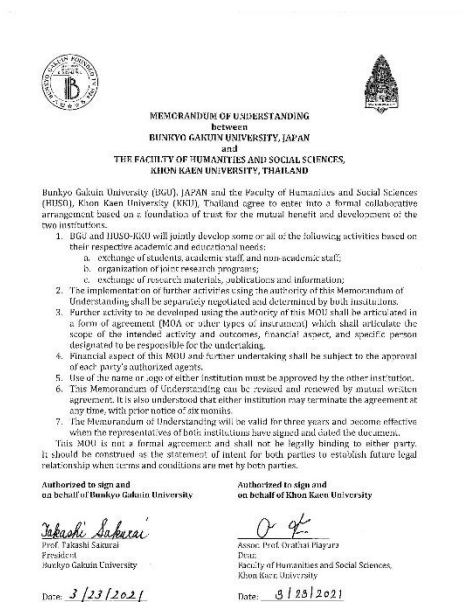 MEMORANDUM OF UNDERSTANDING
between
BUNKYO GAKUIN UNIVERSITY, JAPAN
and
THE FACULTY OF HUMANITIES AND SOCIAL SCIENCES,
KHON KAEN UNIVERSITY, THAILAND
Bunkyo Gakuin University (BGU), JAPAN and the Faculty of Humanities and Social Sciences
(HUSO), Khon Kaen University (KKU), Thailand agree to enter into a formal collaborative
arrangement based on a foundation of trust for the mutual benefit and development of the
two institutions.
1. BGU and HUSO-KKU will jointly develop some or all of the following activities based on
their respective academic and educational needs:
a. exchange of students, academic staff, and non-academic staff;
b. organization of joint research programs;
c. exchange of research materials, publications and information;
2. The implementation of further activities using the authority of this Memorandum of
Understanding shall be separately negotiated and determined by both institutions.
3. Further activity to be developed using the authority of this MOU shall be articulated in
a form of agreement (MOA or other types of instrument) which shall articulate the
scope of the intended activity and outcomes, financial aspect, and specific person
designated to be responsible for the undertaking.
4. Financial aspect of this MOU and further undertaking shall be subject to the approval
of each party's authorized agents.
5. Use of the name or logo of either institution must be approved by the other institution.
6. This Memorandum of Understanding can be revised and renewed by mutual written
agreement. It is also understood that either institution may terminate the agreement at
any time, with prior notice of six months.
7. The Memorandum of Understanding will be valid for three years and become effective
when the representatives of both institutions have signed and dated the document.
This MOU is not a formal agreement and shall not be legally binding to either party.
It should be construed as the statement of intent for both parties to establish future legal
relationship when terms and conditions are met by both parties.
Authorized to sign and
on behalf of Bunkyo Gakuin University
Takashi Sakurai
Prof. Takashi Sakurai
President
Bunkyo Gakuin University
Date: 3/23/2021
Authorized to sign and
on behalf of Khon Kaen University
Assoc. Prof. Orathai Piayura
Dean
Faculty of Humanities and Social Sciences,
Khon Kaen University
Date: 3/23/2021